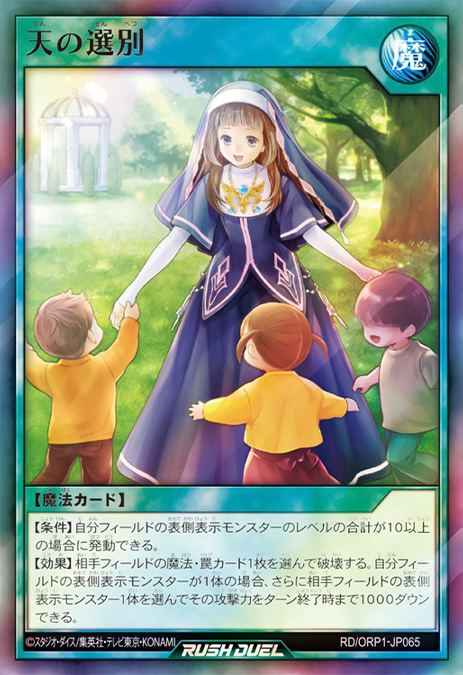 天の選別
魔
【魔法カード】
【条件】自分フィールドの表側表示モンスターのレベルの合計が10以上
の場合に発動できる。
【効果】相手フィールドの魔法・罠カード1枚を選んで破壊する。自分フィー
ルドの表側表示モンスターが1体の場合、さらに相手フィールドの表側
表示モンスター1体を選んでその攻撃力をターン終了時まで1000ダウン
できる。
©スタジオ・ダイス/集英社・テレビ東京・KONAMI
RUSH DUEL
RD/ORP1-JP065